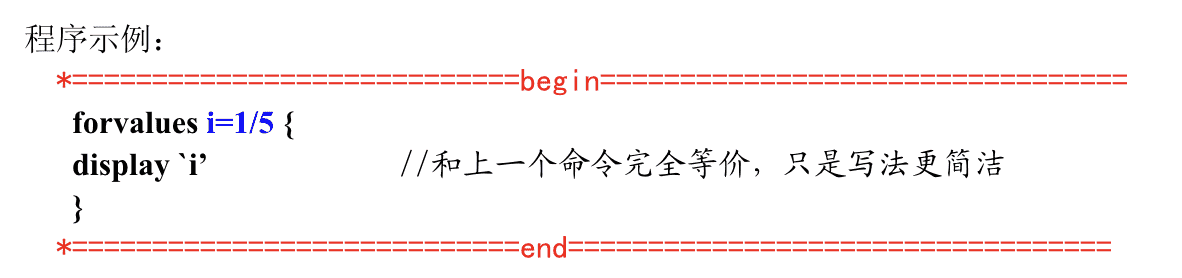 程序示例：
*============================begin=================================
forvalues i=1/5 {
display `i’ //和上一个命令完全等价，只是写法更简洁
}
*============================end==================================